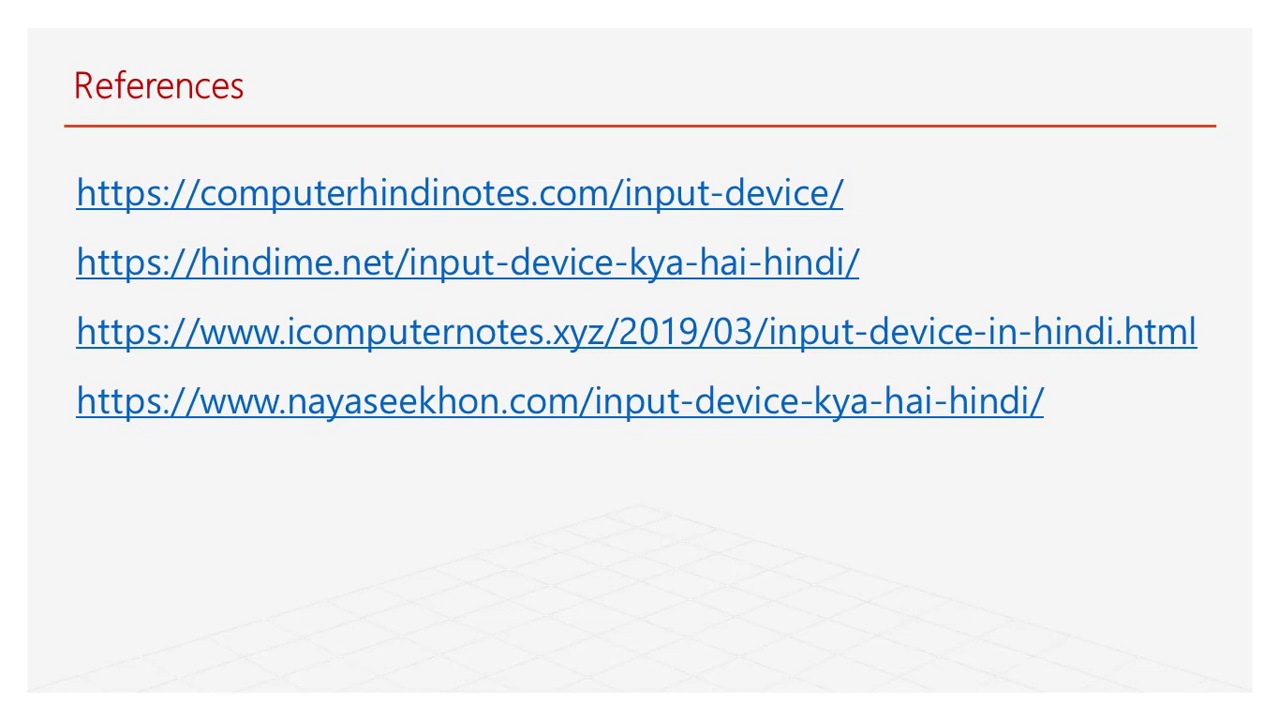 References
https://computerhindinotes.com/input-device/
https://hindime.net/input-device-kya-hai-hindi/
https://www.icomputernotes.xyz/2019/03/input-device-in-hindi.html
https://www.nayaseekhon.com/input-device-kya-hai-hindi/